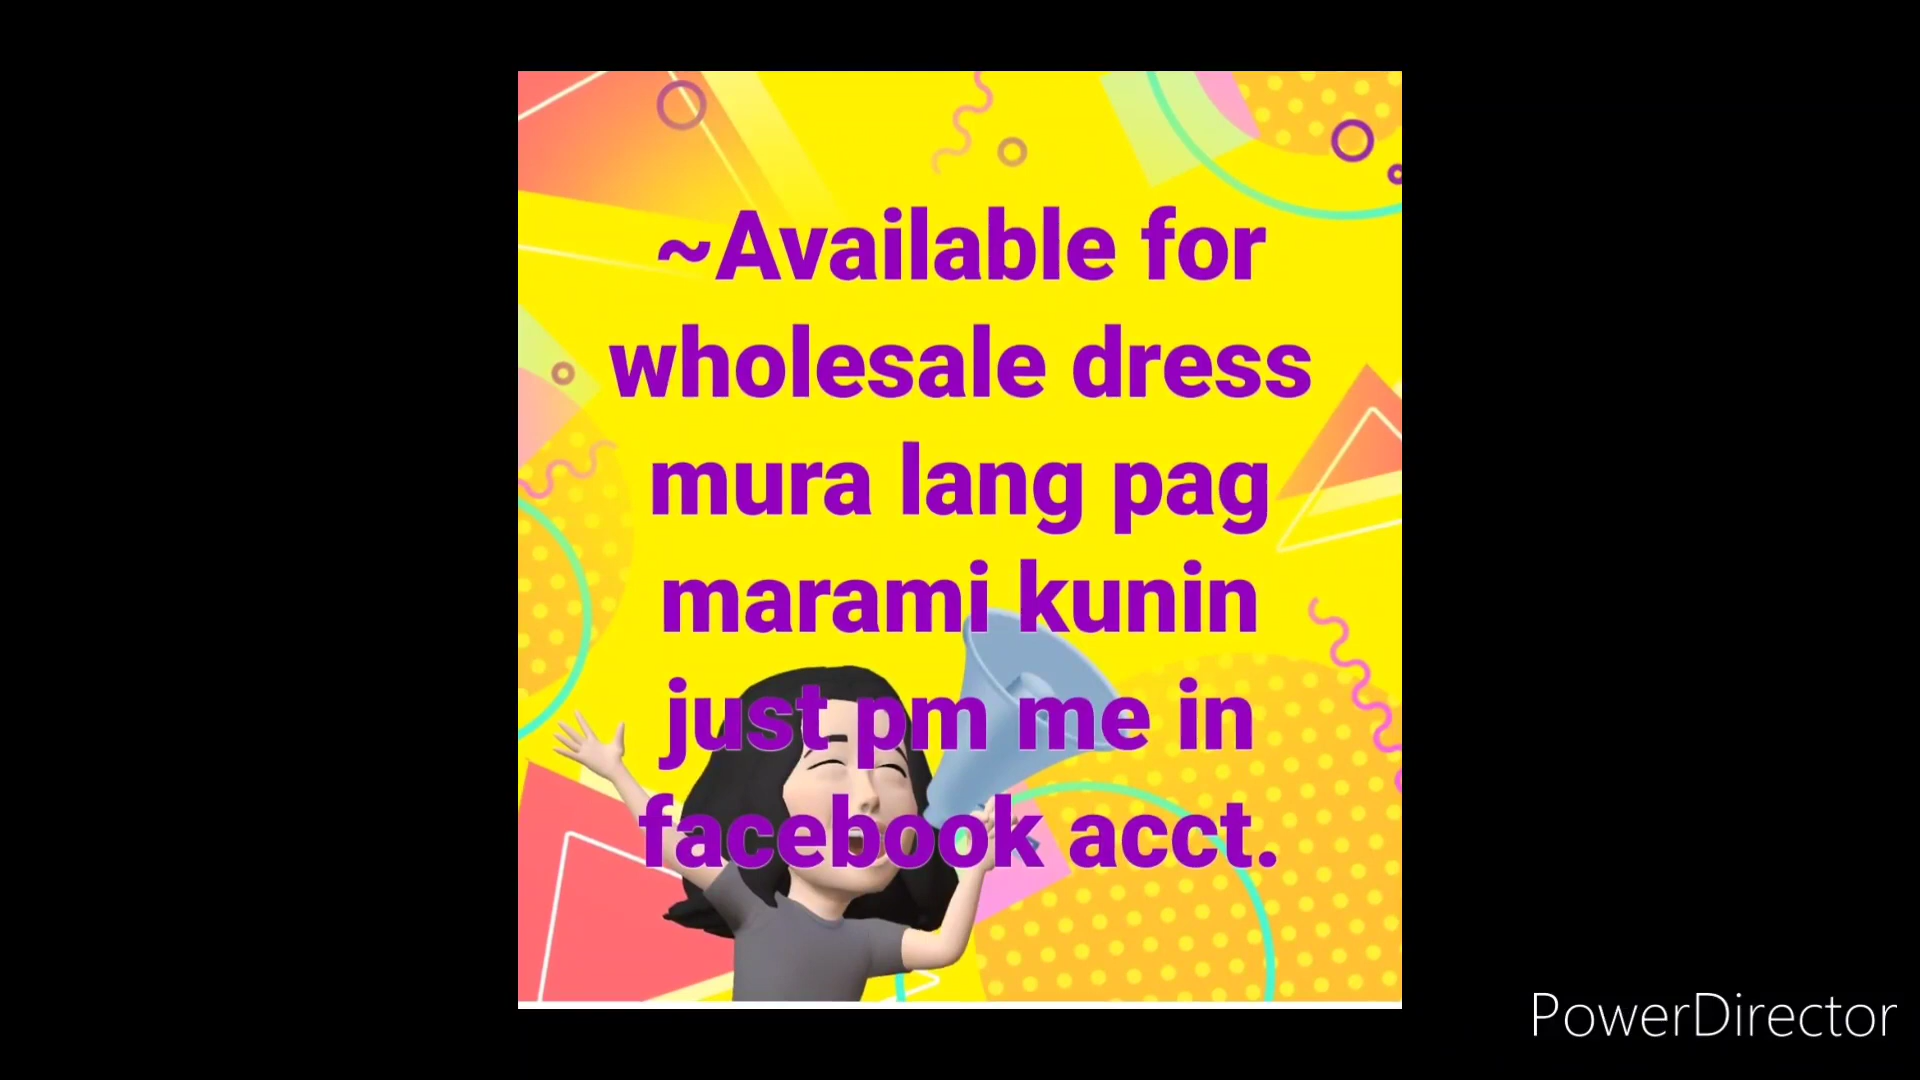 ~Available for
wholesale dress
mura lang pag
marami kunin
just pm me in
facebook acct.
PowerDirector